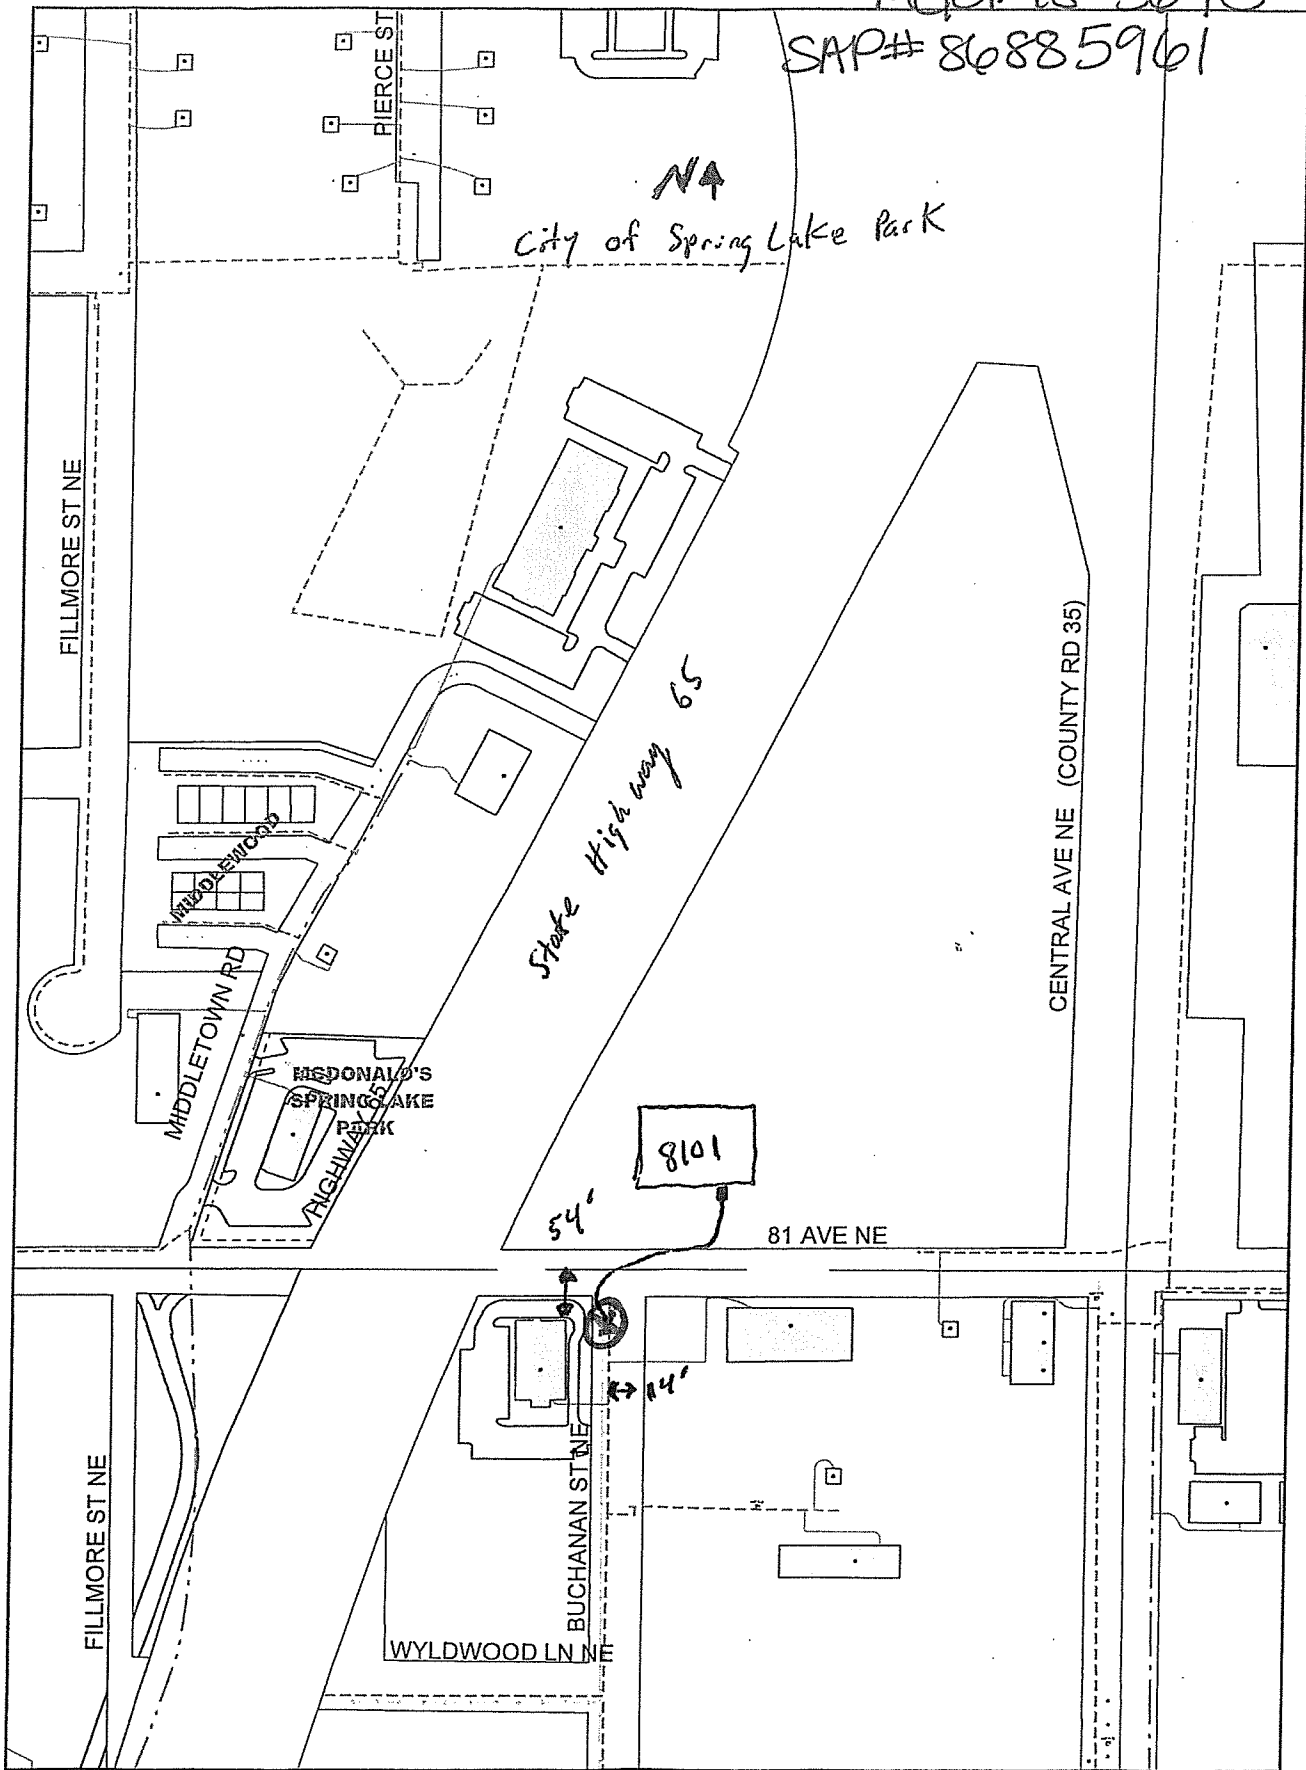 SAP# 86885961
PIERCE ST
N
City of Spring Lake Park
FILLMORE ST NE
State Highway 65
CENTRAL AVE NE (COUNTY RD 35)
MIDDLEWOOD
MIDDLETOWN RD
MCDONALD'S
SPRING LAKE
PARK
HIGHWAY 65
8101
54'
81 AVE NE
14'
BUCHANAN ST NE
FILLMORE ST NE
WYLDWOOD LN NE